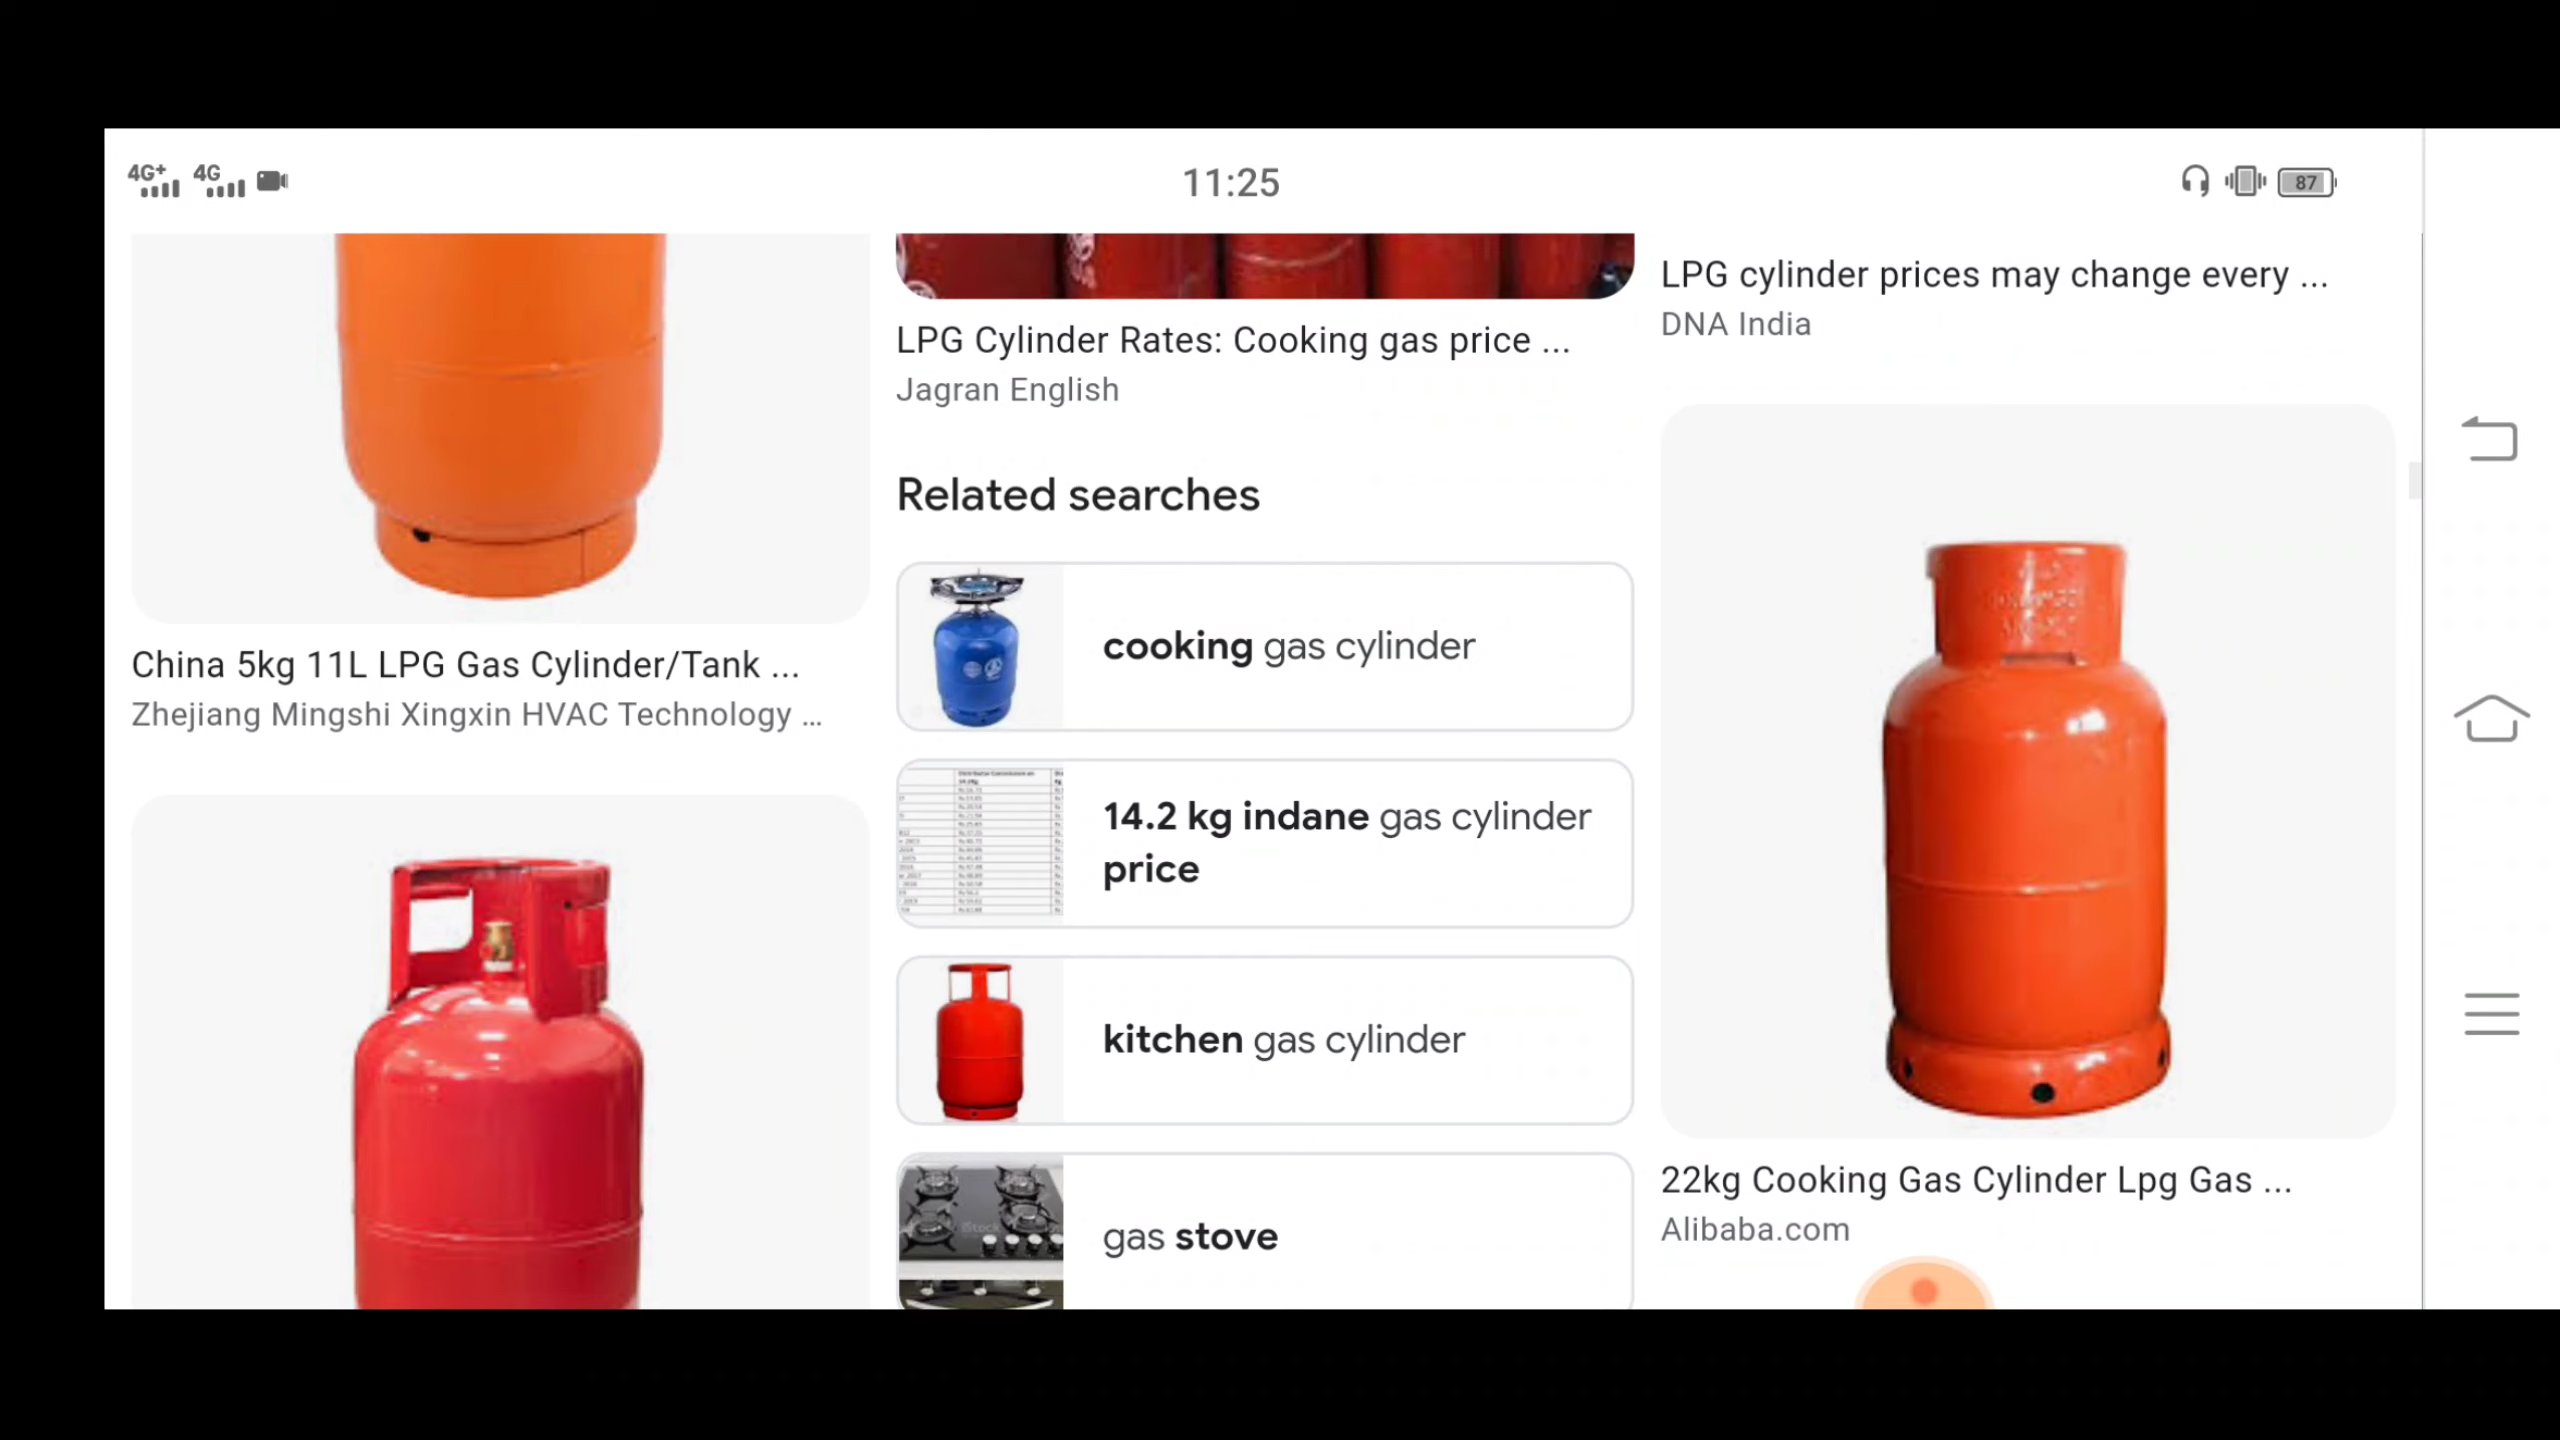 4G+ 4G
11:25
87
China 5kg 11L LPG Gas Cylinder/Tank ...
Zhejiang Mingshi Xingxin HVAC Technology ...
LPG Cylinder Rates: Cooking gas price ...
Jagran English
Related searches
cooking gas cylinder
14.2 kg indane gas cylinder
price
kitchen gas cylinder
gas stove
LPG cylinder prices may change every ...
DNA India
22kg Cooking Gas Cylinder Lpg Gas ...
Alibaba.com